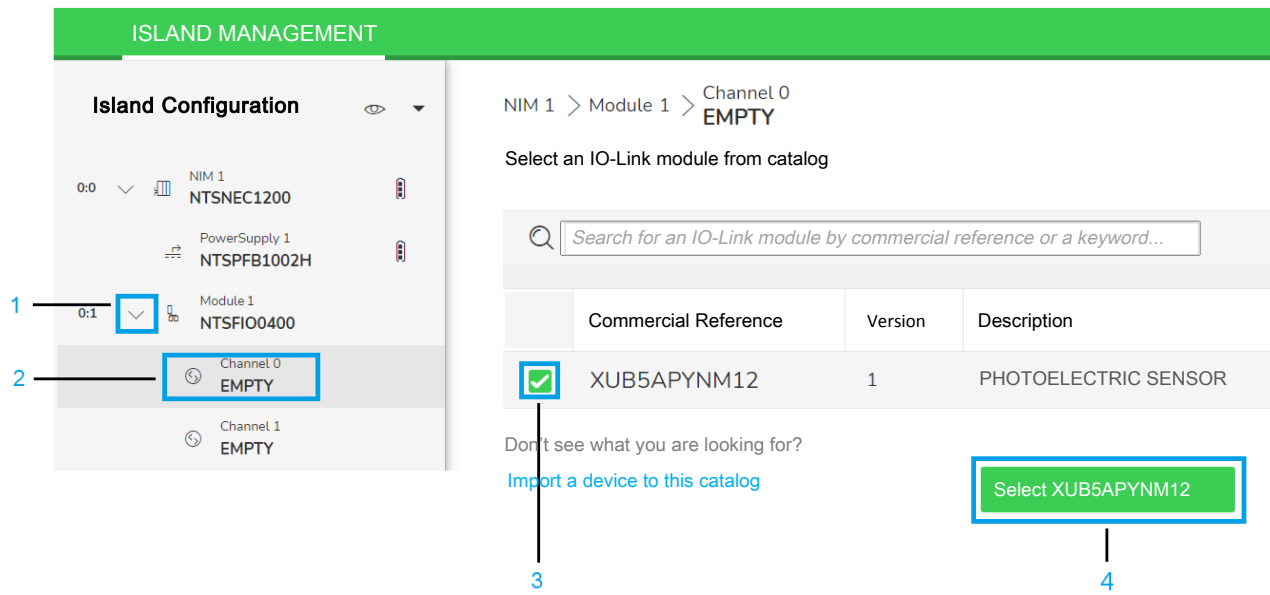 ISLAND MANAGEMENT
Island Configuration
0:0
NIM 1
NTSNEC1200
PowerSupply 1
NTSPFB1002H
1
0:1
Module 1
NTSFIO0400
2
Channel 0
EMPTY
Channel 1
EMPTY
NIM 1 > Module 1 > Channel 0
EMPTY
Select an IO-Link module from catalog
Search for an IO-Link module by commercial reference or a keyword...
Commercial Reference Version Description
XUB5APYNM12 1 PHOTOELECTRIC SENSOR
Don't see what you are looking for?
Import a device to this catalog
Select XUB5APYNM12
3
4